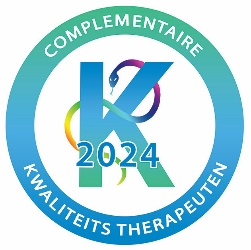 COMPLEMENTAIRE
K
2024
KWALITEITS THERAPEUTEN